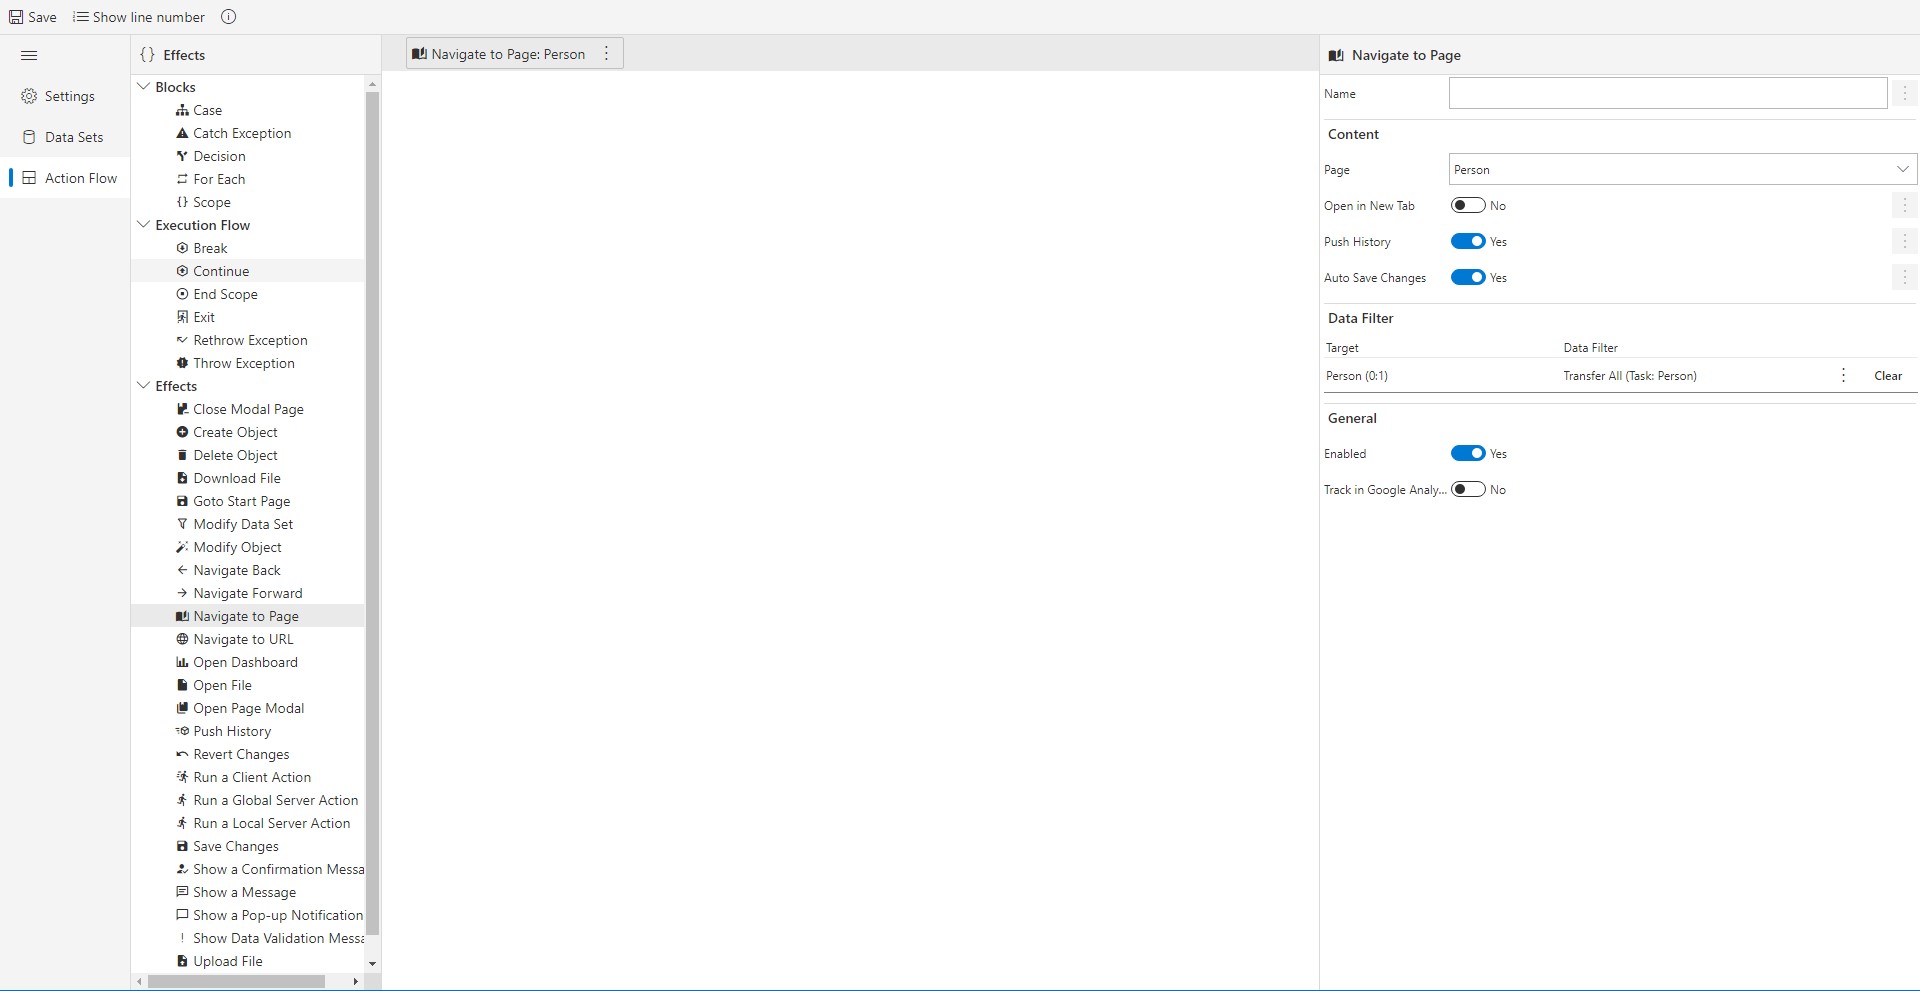 Save Show line number
Settings
Data Sets
Action Flow
{} Effects
Blocks
Case
Catch Exception
Decision
For Each
{} Scope
Execution Flow
Break
Continue
End Scope
Exit
Rethrow Exception
Throw Exception
Effects
Close Modal Page
Create Object
Delete Object
Download File
Goto Start Page
Modify Data Set
Modify Object
Navigate Back
Navigate Forward
Navigate to Page
Navigate to URL
Open Dashboard
Open File
Open Page Modal
Push History
Revert Changes
Run a Client Action
Run a Global Server Action
Run a Local Server Action
Save Changes
Show a Confirmation Messa
Show a Message
Show a Pop-up Notification
Show Data Validation Messa
Upload File
Navigate to Page: Person
Navigate to Page
Name
Content
Page Person
Open in New Tab No
Push History Yes
Auto Save Changes Yes
Data Filter
Target Data Filter
Person (0:1) Transfer All (Task: Person) Clear
General
Enabled Yes
Track in Google Analy... No